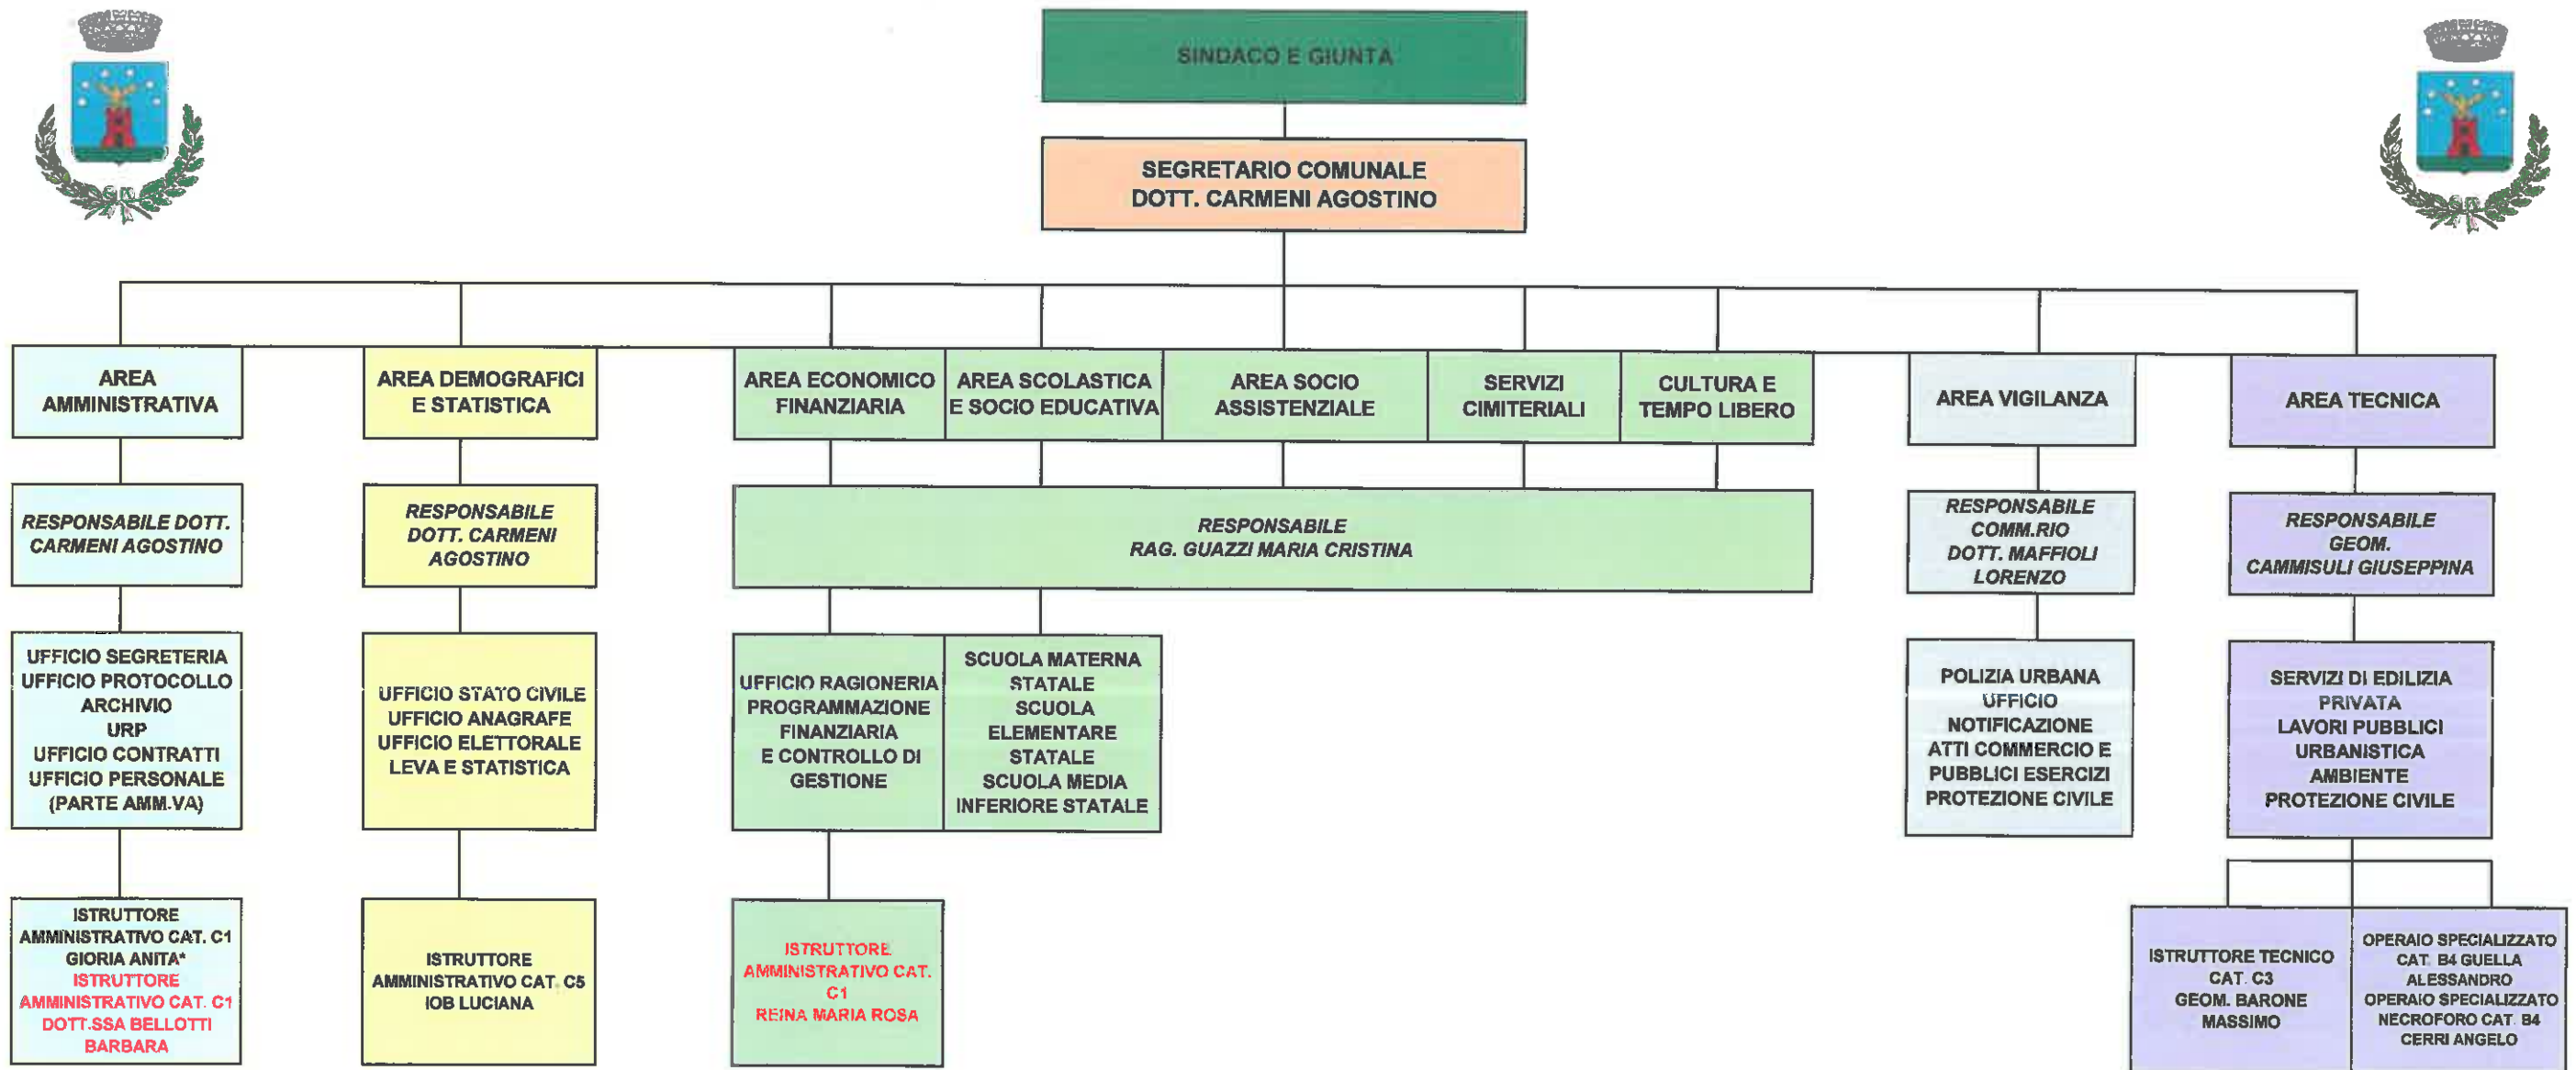 SINDACO E GIUNTA
SEGRETARIO COMUNALE
DOTT. CARMENI AGOSTINO
AREA
AMMINISTRATIVA
AREA DEMOGRAFICI
E STATISTICA
AREA ECONOMICO
FINANZIARIA
AREA SCOLASTICA
E SOCIO EDUCATIVA
AREA SOCIO
ASSISTENZIALE
SERVIZI
CIMITERIALI
CULTURA E
TEMPO LIBERO
AREA VIGILANZA
AREA TECNICA
RESPONSABILE DOTT.
CARMENI AGOSTINO
RESPONSABILE
DOTT. CARMENI
AGOSTINO
RESPONSABILE
RAG. GUAZZI MARIA CRISTINA
RESPONSABILE
COMM.RIO
DOTT. MAFFIOLI
LORENZO
RESPONSABILE
GEOM.
CAMMISULI GIUSEPPINA
UFFICIO SEGRETERIA
UFFICIO PROTOCOLLO
ARCHIVIO
URP
UFFICIO CONTRATTI
UFFICIO PERSONALE
(PARTE AMM.VA)
UFFICIO STATO CIVILE
UFFICIO ANAGRAFE
UFFICIO ELETTORALE
LEVA E STATISTICA
UFFICIO RAGIONERIA
PROGRAMMAZIONE
FINANZIARIA
E CONTROLLO DI
GESTIONE
SCUOLA MATERNA
STATALE
SCUOLA
ELEMENTARE
STATALE
SCUOLA MEDIA
INFERIORE STATALE
POLIZIA URBANA
UFFICIO
NOTIFICAZIONE
ATTI COMMERCIO E
PUBBLICI ESERCIZI
PROTEZIONE CIVILE
SERVIZI DI EDILIZIA
PRIVATA
LAVORI PUBBLICI
URBANISTICA
AMBIENTE
PROTEZIONE CIVILE
ISTRUTTORE
AMMINISTRATIVO CAT. C1
GIORIA ANITA*
ISTRUTTORE
AMMINISTRATIVO CAT. C1
DOTT.SSA BELLOTTI
BARBARA
ISTRUTTORE
AMMINISTRATIVO CAT. C5
IOB LUCIANA
ISTRUTTORE
AMMINISTRATIVO CAT.
C1
REINA MARIA ROSA
ISTRUTTORE TECNICO
CAT. C3
GEOM. BARONE
MASSIMO
OPERAIO SPECIALIZZATO
CAT. B4 GUELLA
ALESSANDRO
OPERAIO SPECIALIZZATO
NECROFORO CAT. B4
CERRI ANGELO